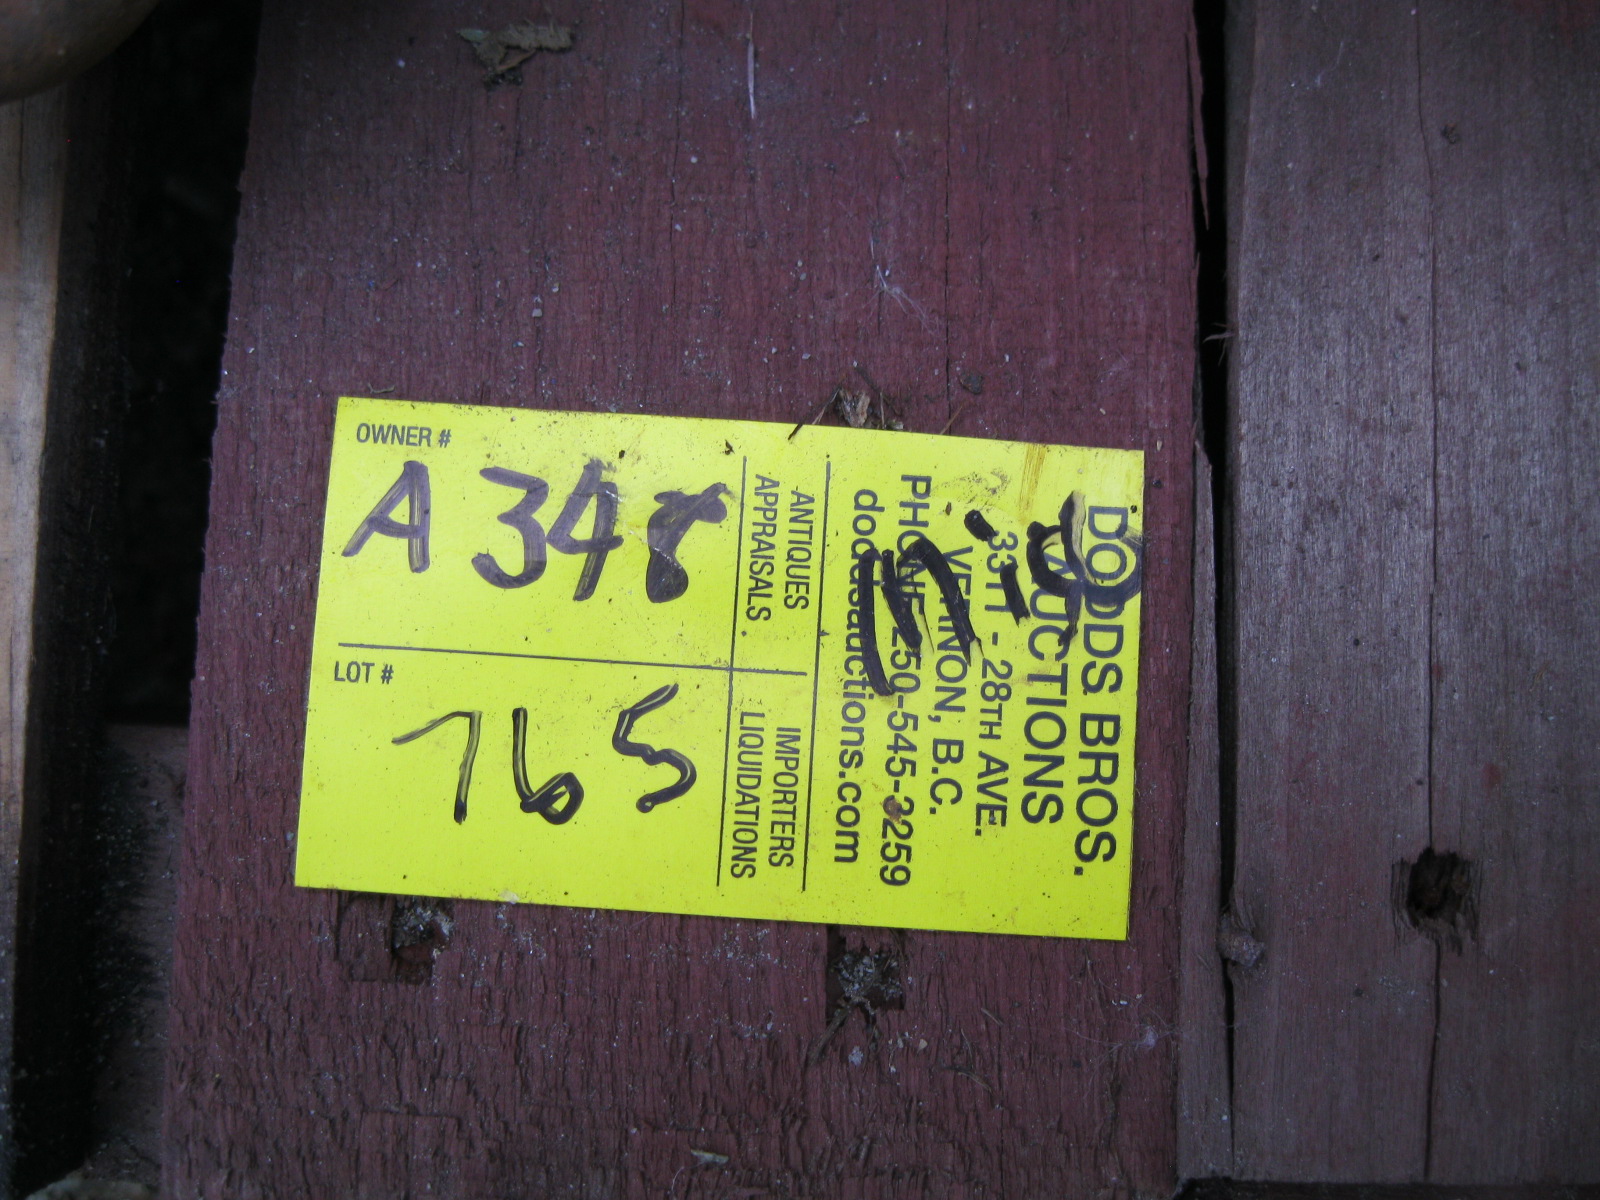 DODDS BROS.
AUCTIONS
3311 - 28TH AVE.
VERNON, B.C.
PHONE 250-545-3259
doddsauctions.com
ANTIQUES
APPRAISALS
IMPORTERS
LIQUIDATIONS
OWNER #
A 348
LOT #
765